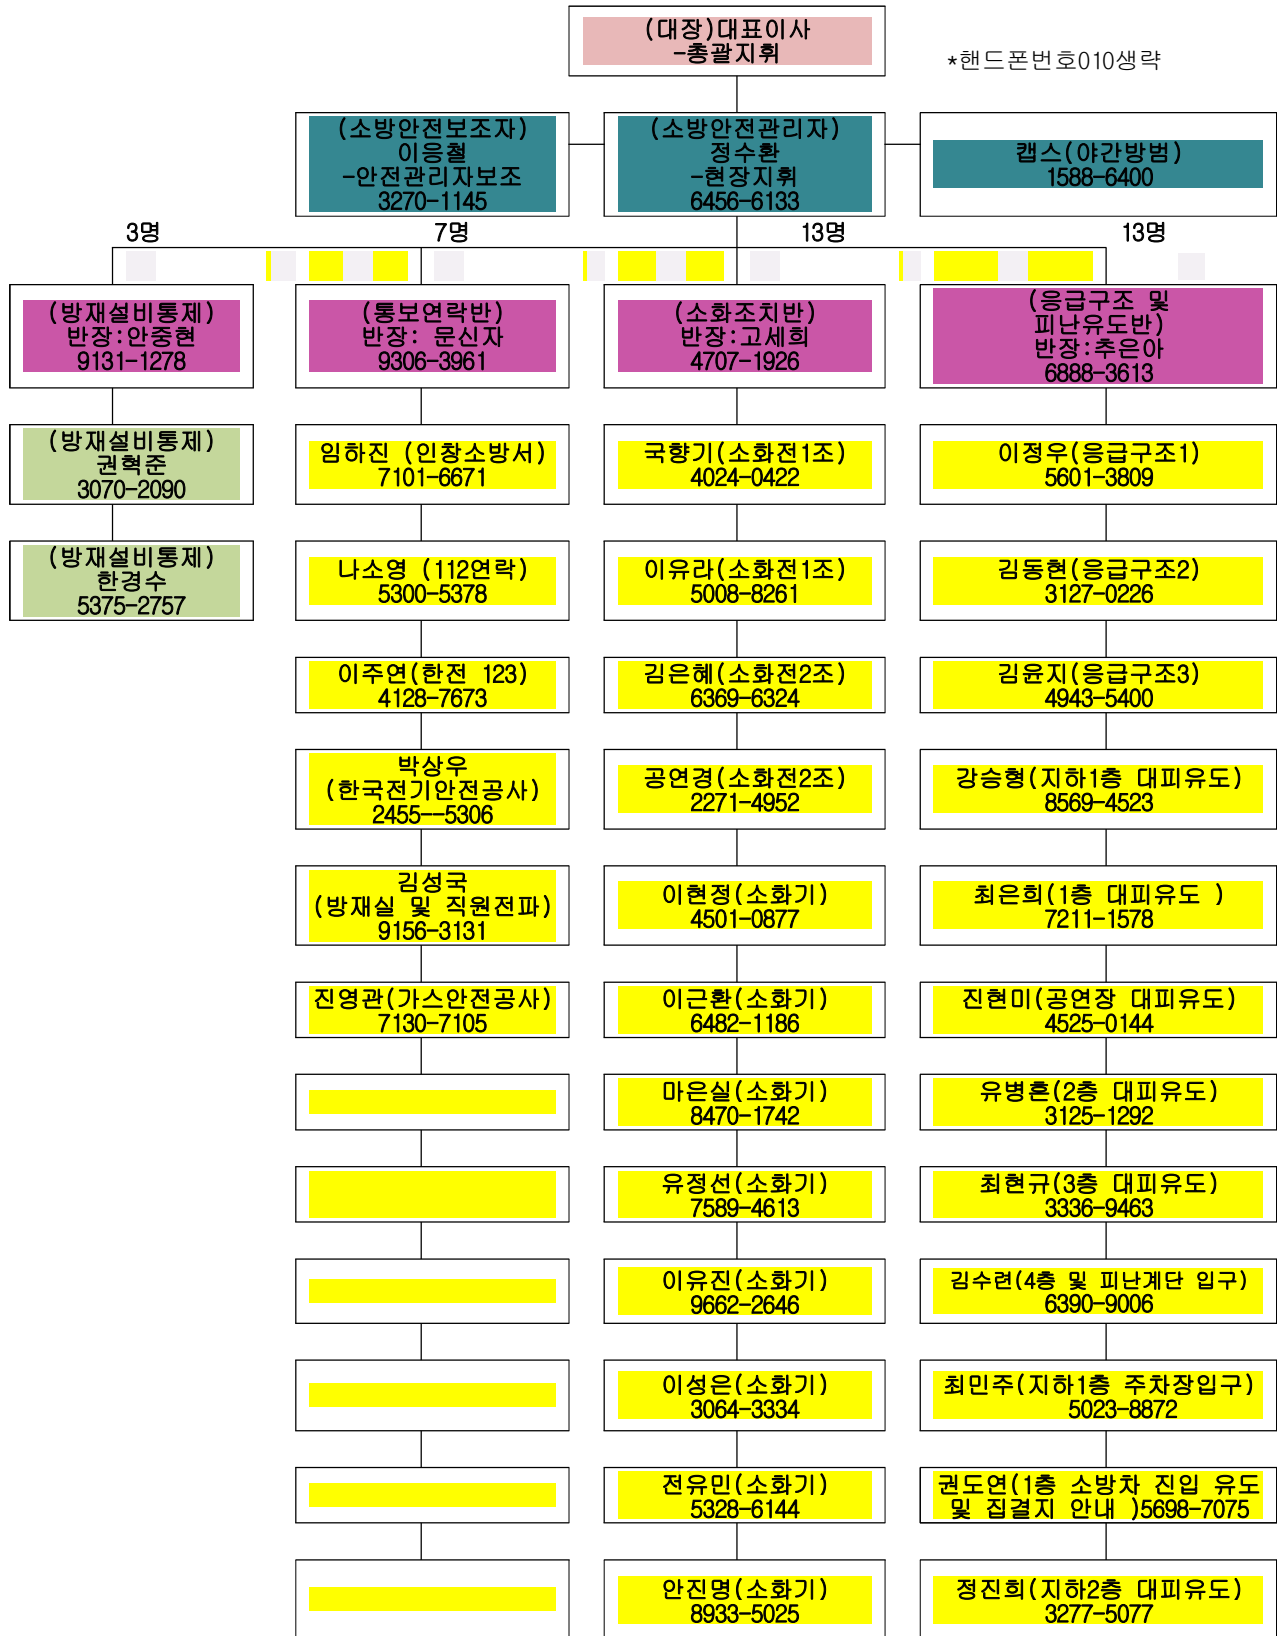 (대장)대표이사
-총괄지휘
*핸드폰번호010생략
(소방안전보조자)
이응철
-안전관리자보조
3270-1145
(소방안전관리자)
정수환
-현장지휘
6456-6133
캡스(야간방범)
1588-6400
3명
7명
13명
13명
(방재설비통제)
반장:안중현
9131-1278
(통보연락반)
반장: 문신자
9306-3961
(소화조치반)
반장:고세희
4707-1926
(응급구조 및
피난유도반)
반장:추은아
6888-3613
(방재설비통제)
권혁준
3070-2090
임하진 (인창소방서)
7101-6671
국향기(소화전1조)
4024-0422
이정우(응급구조1)
5601-3809
(방재설비통제)
한경수
5375-2757
나소영 (112연락)
5300-5378
이유라(소화전1조)
5008-8261
김동현(응급구조2)
3127-0226
이주연(한전 123)
4128-7673
김은혜(소화전2조)
6369-6324
김윤지(응급구조3)
4943-5400
박상우
(한국전기안전공사)
2455--5306
공연경(소화전2조)
2271-4952
강승형(지하1층 대피유도)
8569-4523
김성국
(방재실 및 직원전파)
9156-3131
이현정(소화기)
4501-0877
최은희(1층 대피유도 )
7211-1578
진영관(가스안전공사)
7130-7105
이근환(소화기)
6482-1186
진현미(공연장 대피유도)
4525-0144
마은실(소화기)
8470-1742
유병흔(2층 대피유도)
3125-1292
유정선(소화기)
7589-4613
최현규(3층 대피유도)
3336-9463
이유진(소화기)
9662-2646
김수련(4층 및 피난계단 입구)
6390-9006
이성은(소화기)
3064-3334
최민주(지하1층 주차장입구)
5023-8872
전유민(소화기)
5328-6144
권도연(1층 소방차 진입 유도
및 집결지 안내 )5698-7075
안진명(소화기)
8933-5025
정진희(지하2층 대피유도)
3277-5077